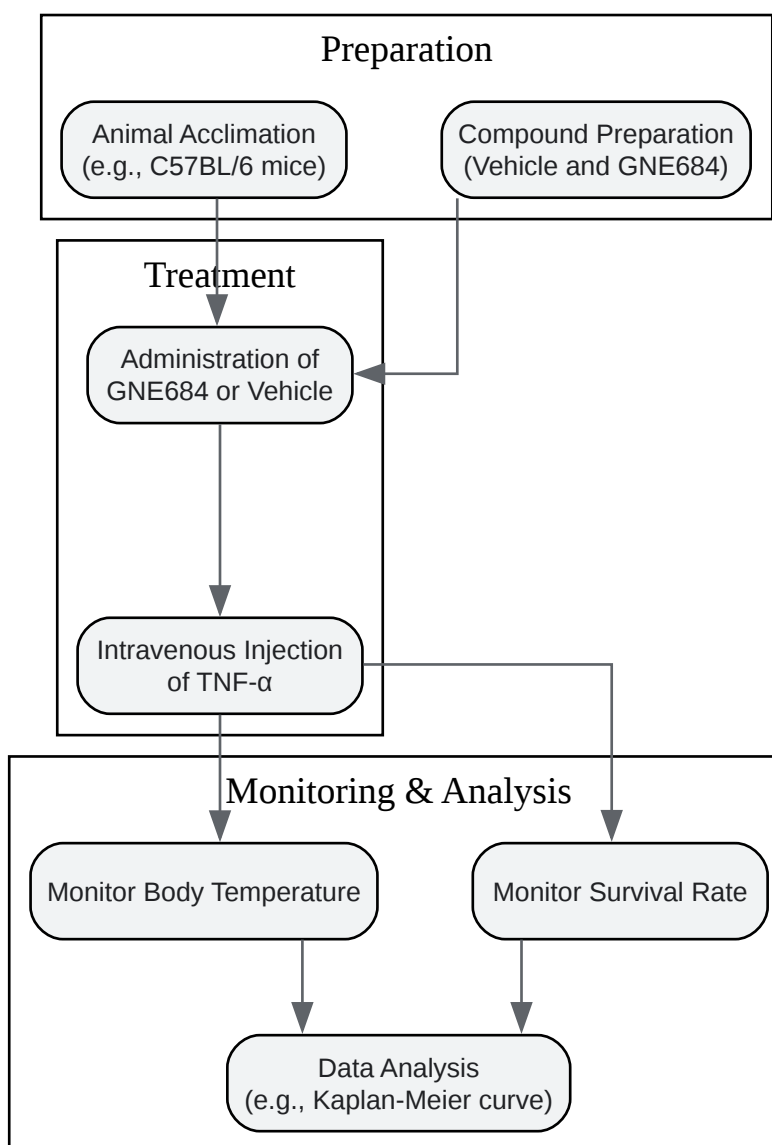 Preparation
Animal Acclimation
(e.g., C57BL/6 mice)
Compound Preparation
(Vehicle and GNE684)
Treatment
Administration of
GNE684 or Vehicle
Intravenous Injection
of TNF-α
Monitoring & Analysis
Monitor Body Temperature
Monitor Survival Rate
Data Analysis
(e.g., Kaplan-Meier curve)